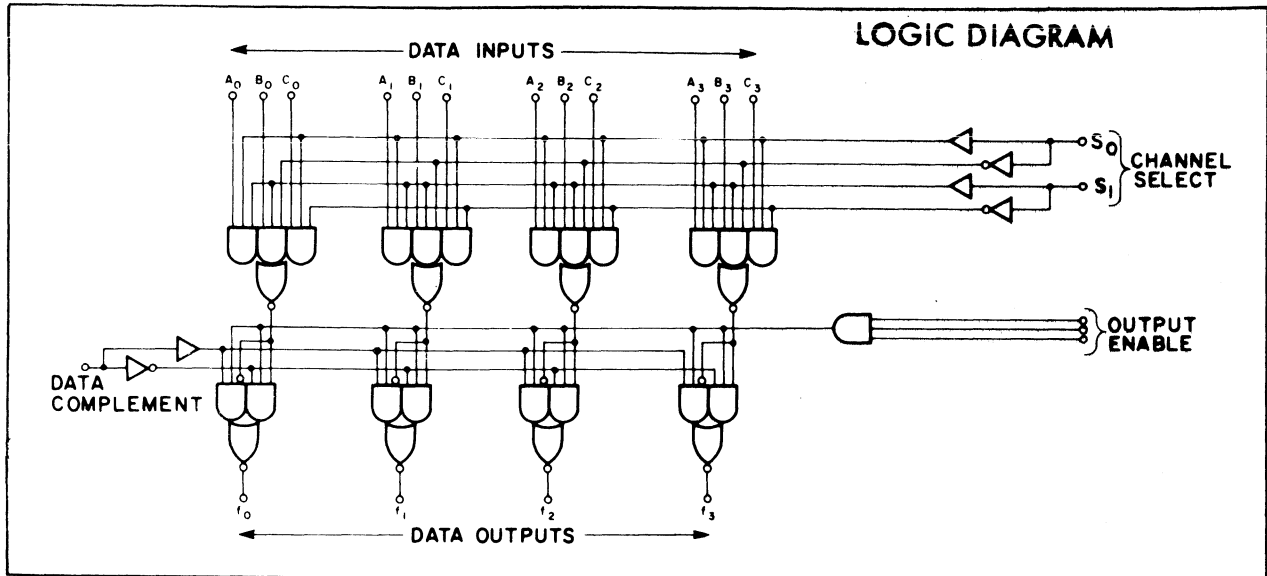 LOGIC DIAGRAM
DATA INPUTS
A0 B0 C0 A1 B1 C1 A2 B2 C2 A3 B3 C3
S0
CHANNEL
SELECT
S1
OUTPUT
ENABLE
DATA
COMPLEMENT
f0 f1 f2 f3
DATA OUTPUTS